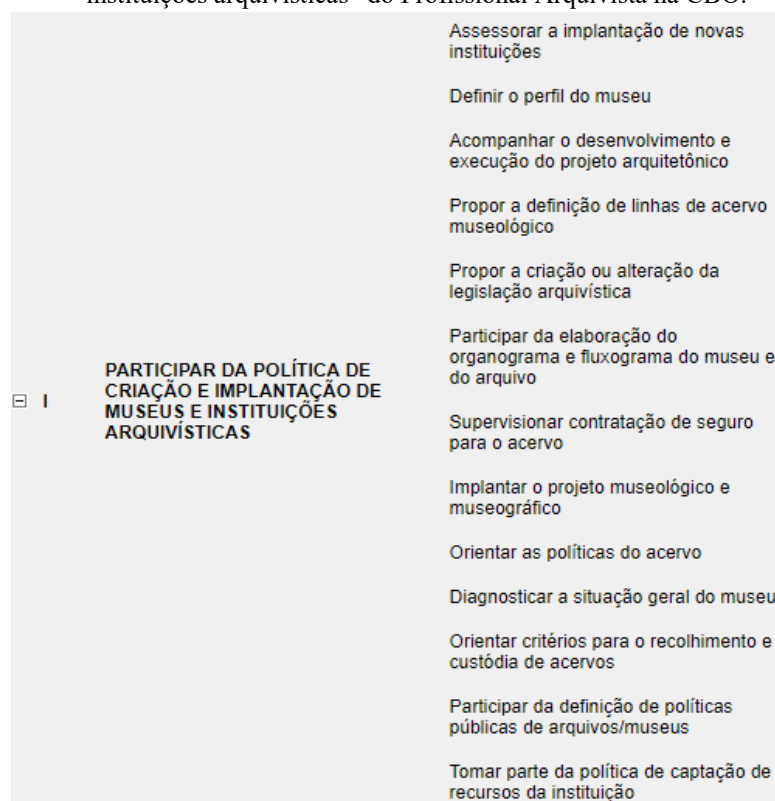 instituições arquivísticas" do Profissional Arquivista na CBO.
Assessorar a implantação de novas
instituições
Definir o perfil do museu
Acompanhar o desenvolvimento e
execução do projeto arquitetônico
Propor a definição de linhas de acervo
museológico
Propor a criação ou alteração da
legislação arquivística
Participar da elaboração do
organograma e fluxograma do museu e
do arquivo
I
PARTICIPAR DA POLÍTICA DE
CRIAÇÃO E IMPLANTAÇÃO DE
MUSEUS E INSTITUIÇÕES
ARQUIVÍSTICAS
Supervisionar contratação de seguro
para o acervo
Implantar o projeto museológico e
museográfico
Orientar as políticas do acervo
Diagnosticar a situação geral do museu
Orientar critérios para o recolhimento e
custódia de acervos
Participar da definição de políticas
públicas de arquivos/museus
Tomar parte da política de captação de
recursos da instituição